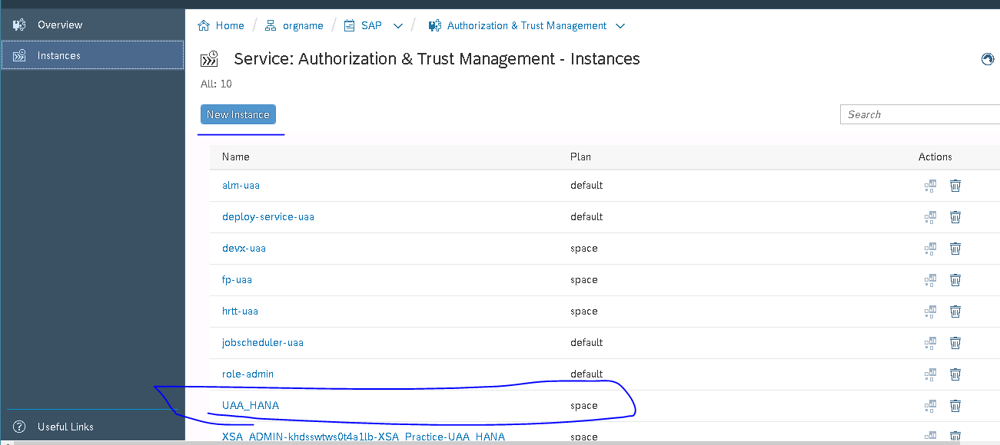 Overview
Instances
Home / orgname / SAP / Authorization & Trust Management
Service: Authorization & Trust Management - Instances
All: 10
New Instance
Search
Name Plan Actions
alm-uaa default
deploy-service-uaa default
devx-uaa space
fp-uaa space
hrtt-uaa space
jobscheduler-uaa default
role-admin default
UAA_HANA space
XSA_ADMIN-khdsswtws0t4a1lb-XSA_Practice-UAA_HANA space
Useful Links